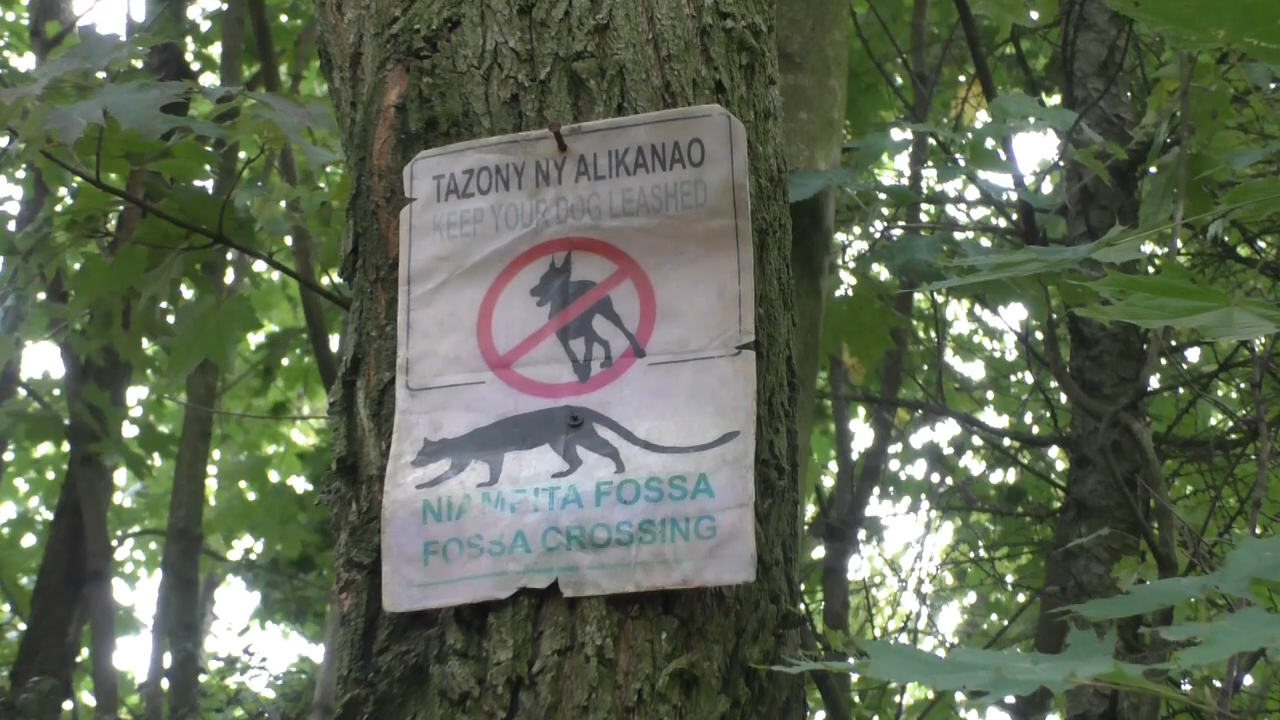 TAZONY NY ALIKANAO
KEEP YOUR DOG LEASHED
FOSSA
FOSSA CROSSING